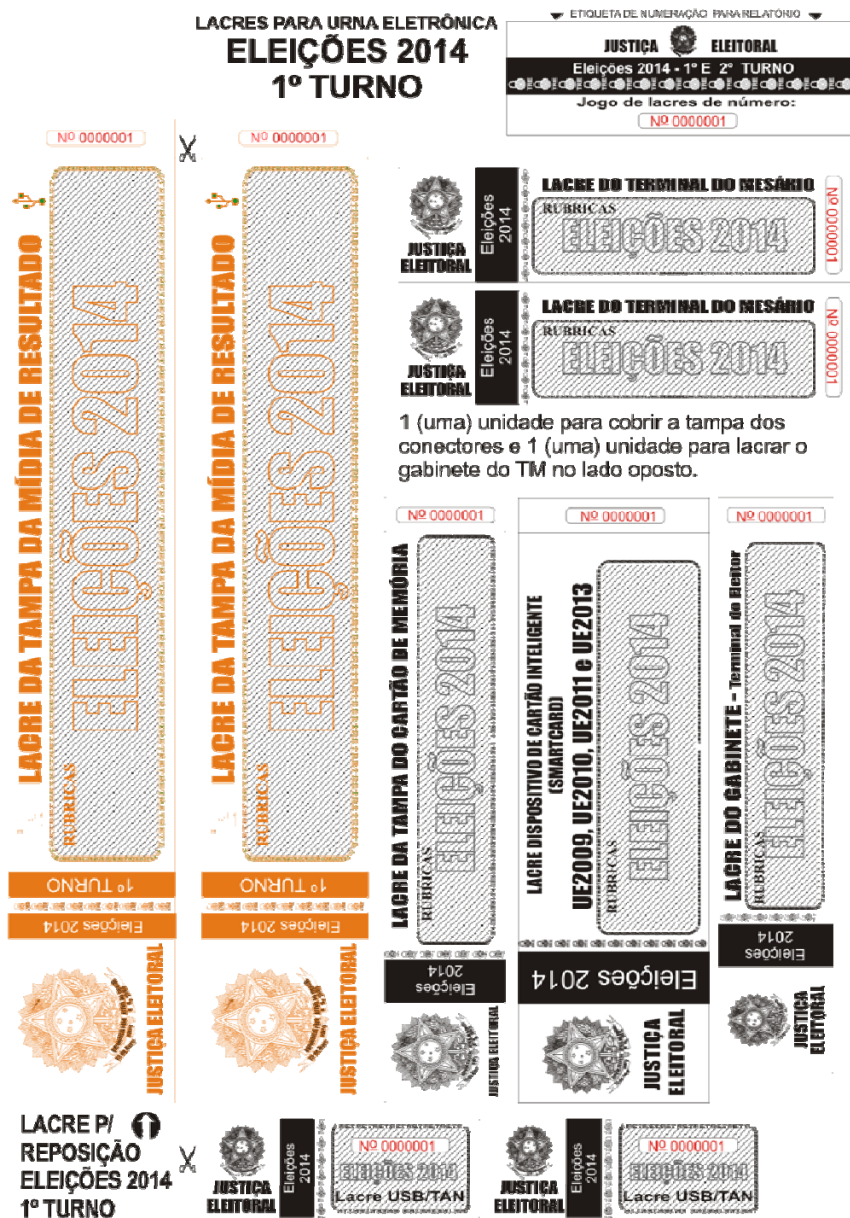 LACRES PARA URNA ELETRÔNICA
ELEIÇÕES 2014
1º TURNO
ETIQUETA DE NUMERAÇÃO PARA RELATÓRIO
JUSTIÇA ELEITORAL
Eleições 2014 - 1º E 2º TURNO
Jogo de lacres de número:
Nº 0000001
Nº 0000001
LACRE DA TAMPA DA MÍDIA DE RESULTADO
ELEIÇÕES 2014
RUBRICAS
1º TURNO
Eleições 2014
JUSTIÇA ELEITORAL
Nº 0000001
LACRE DA TAMPA DA MÍDIA DE RESULTADO
ELEIÇÕES 2014
RUBRICAS
1º TURNO
Eleições 2014
JUSTIÇA ELEITORAL
JUSTIÇA
ELEITORAL
Eleições
2014
LACRE DO TERMINAL DO MESÁRIO
RUBRICAS
ELEIÇÕES 2014
Nº 0000001
JUSTIÇA
ELEITORAL
Eleições
2014
LACRE DO TERMINAL DO MESÁRIO
RUBRICAS
ELEIÇÕES 2014
Nº 0000001
1 (uma) unidade para cobrir a tampa dos
conectores e 1 (uma) unidade para lacrar o
gabinete do TM no lado oposto.
Nº 0000001
LACRE DA TAMPA DO CARTÃO DE MEMÓRIA
RUBRICAS
ELEIÇÕES 2014
Eleições
2014
JUSTIÇA ELEITORAL
Nº 0000001
LACRE DISPOSITIVO DE CARTÃO INTELIGENTE
(SMARTCARD)
UE2009, UE2010, UE2011 e UE2013
RUBRICAS
ELEIÇÕES 2014
Eleições 2014
JUSTIÇA
ELEITORAL
Nº 0000001
LACRE DO GABINETE - Terminal do Eleitor
RUBRICAS
ELEIÇÕES 2014
Eleições
2014
JUSTIÇA
ELEITORAL
LACRE P/
REPOSIÇÃO
ELEIÇÕES 2014
1º TURNO
JUSTIÇA
ELEITORAL
Eleições
2014
Nº 0000001
ELEIÇÕES 2014
Lacre USB/TAN
JUSTIÇA
ELEITORAL
Eleições
2014
Nº 0000001
ELEIÇÕES 2014
Lacre USB/TAN